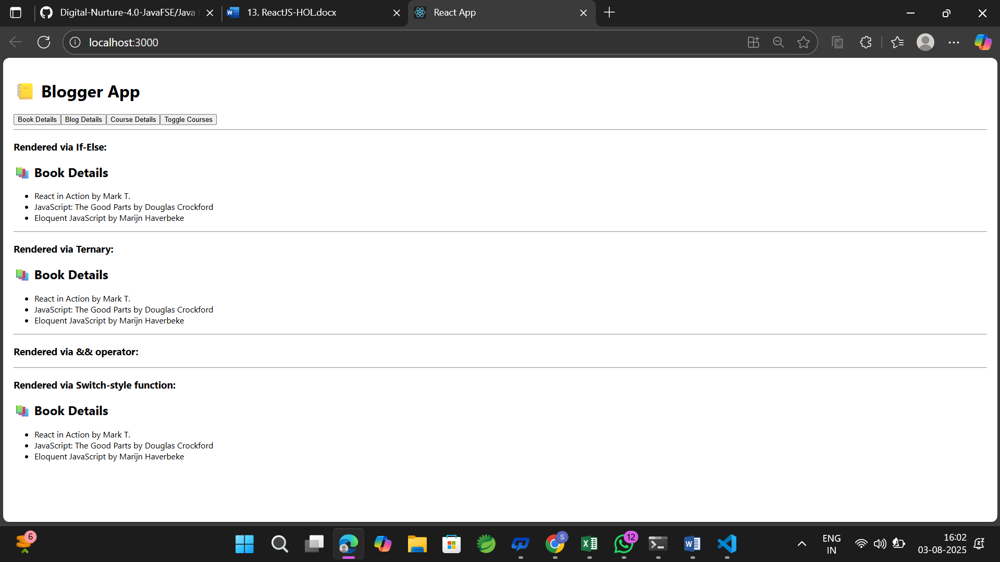 Digital-Nurture-4.0-JavaFSE/Java
13. ReactJS-HOL.docx
React App
localhost:3000
Blogger App
Book Details Blog Details Course Details Toggle Courses
Rendered via If-Else:
Book Details
• React in Action by Mark T.
• JavaScript: The Good Parts by Douglas Crockford
• Eloquent JavaScript by Marijn Haverbeke
Rendered via Ternary:
Book Details
• React in Action by Mark T.
• JavaScript: The Good Parts by Douglas Crockford
• Eloquent JavaScript by Marijn Haverbeke
Rendered via && operator:
Rendered via Switch-style function:
Book Details
• React in Action by Mark T.
• JavaScript: The Good Parts by Douglas Crockford
• Eloquent JavaScript by Marijn Haverbeke
6
S
12
ENG
IN
16:02
03-08-2025